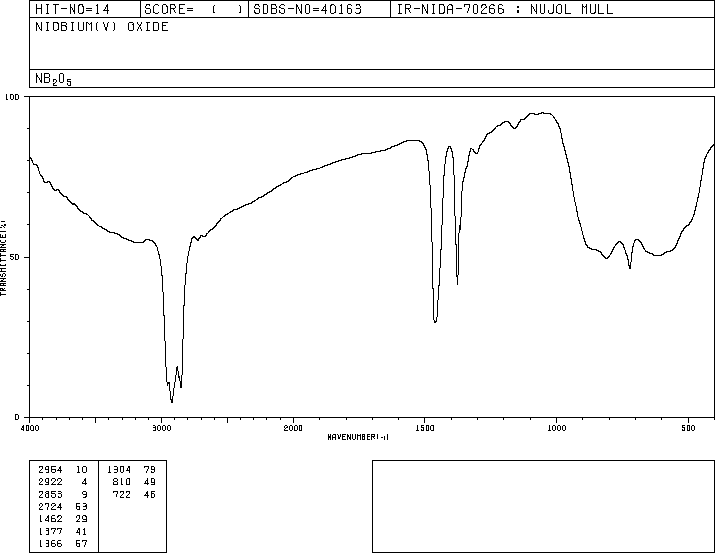 HIT-NO=14 SCORE= ( ) SDBS-NO=40163 IR-NIDA-70266 : NUJOL MULL
NIOBIUM(V) OXIDE
NB2O5
100
50
0
TRANSMITTANCE(%)
4000 3000 2000 1500 1000 500
WAVENUMBER(-1)
2954 10 1304 79
2922 4 810 49
2853 9 722 46
2724 53
1462 29
1377 41
1366 57